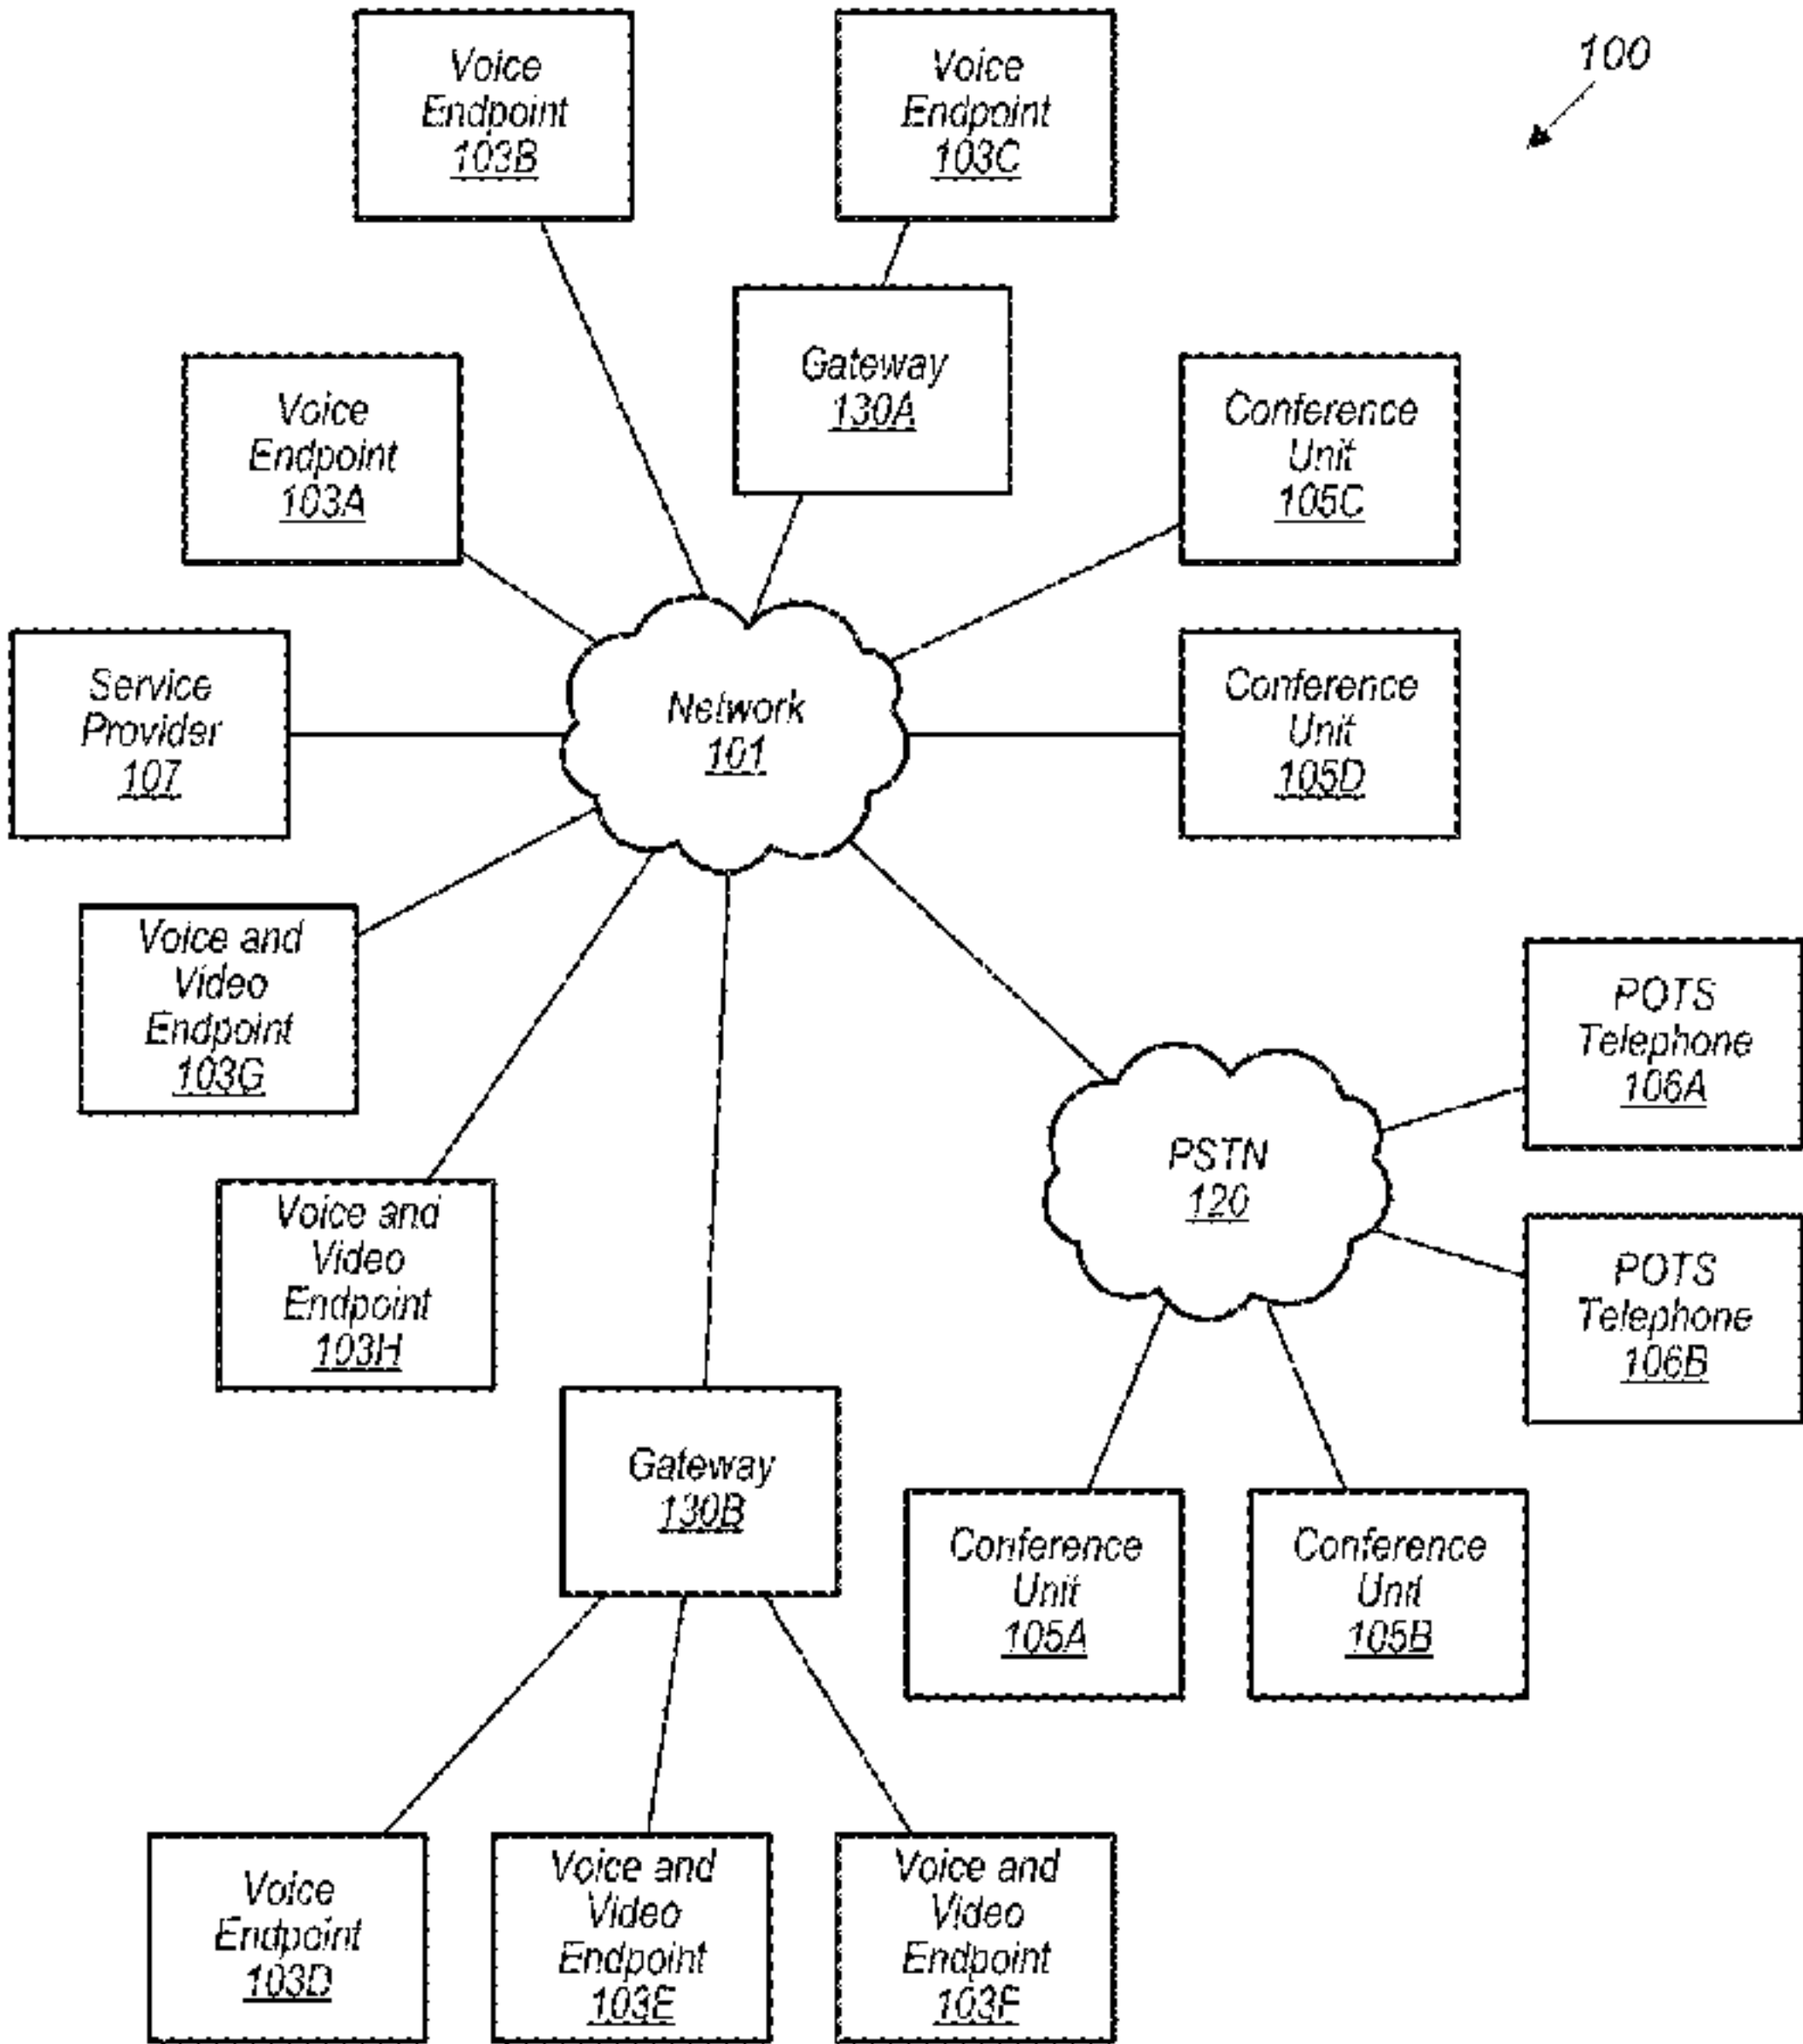 100
Voice
Endpoint
103B
Voice
Endpoint
103C
Gateway
130A
Voice
Endpoint
103A
Conference
Unit
105C
Service
Provider
107
Network
101
Conference
Unit
105D
Voice and
Video
Endpoint
103G
POTS
Telephone
106A
PSTN
120
Voice and
Video
Endpoint
103H
POTS
Telephone
106B
Gateway
130B
Conference
Unit
105A
Conference
Unit
105B
Voice
Endpoint
103D
Voice and
Video
Endpoint
103E
Voice and
Video
Endpoint
103F